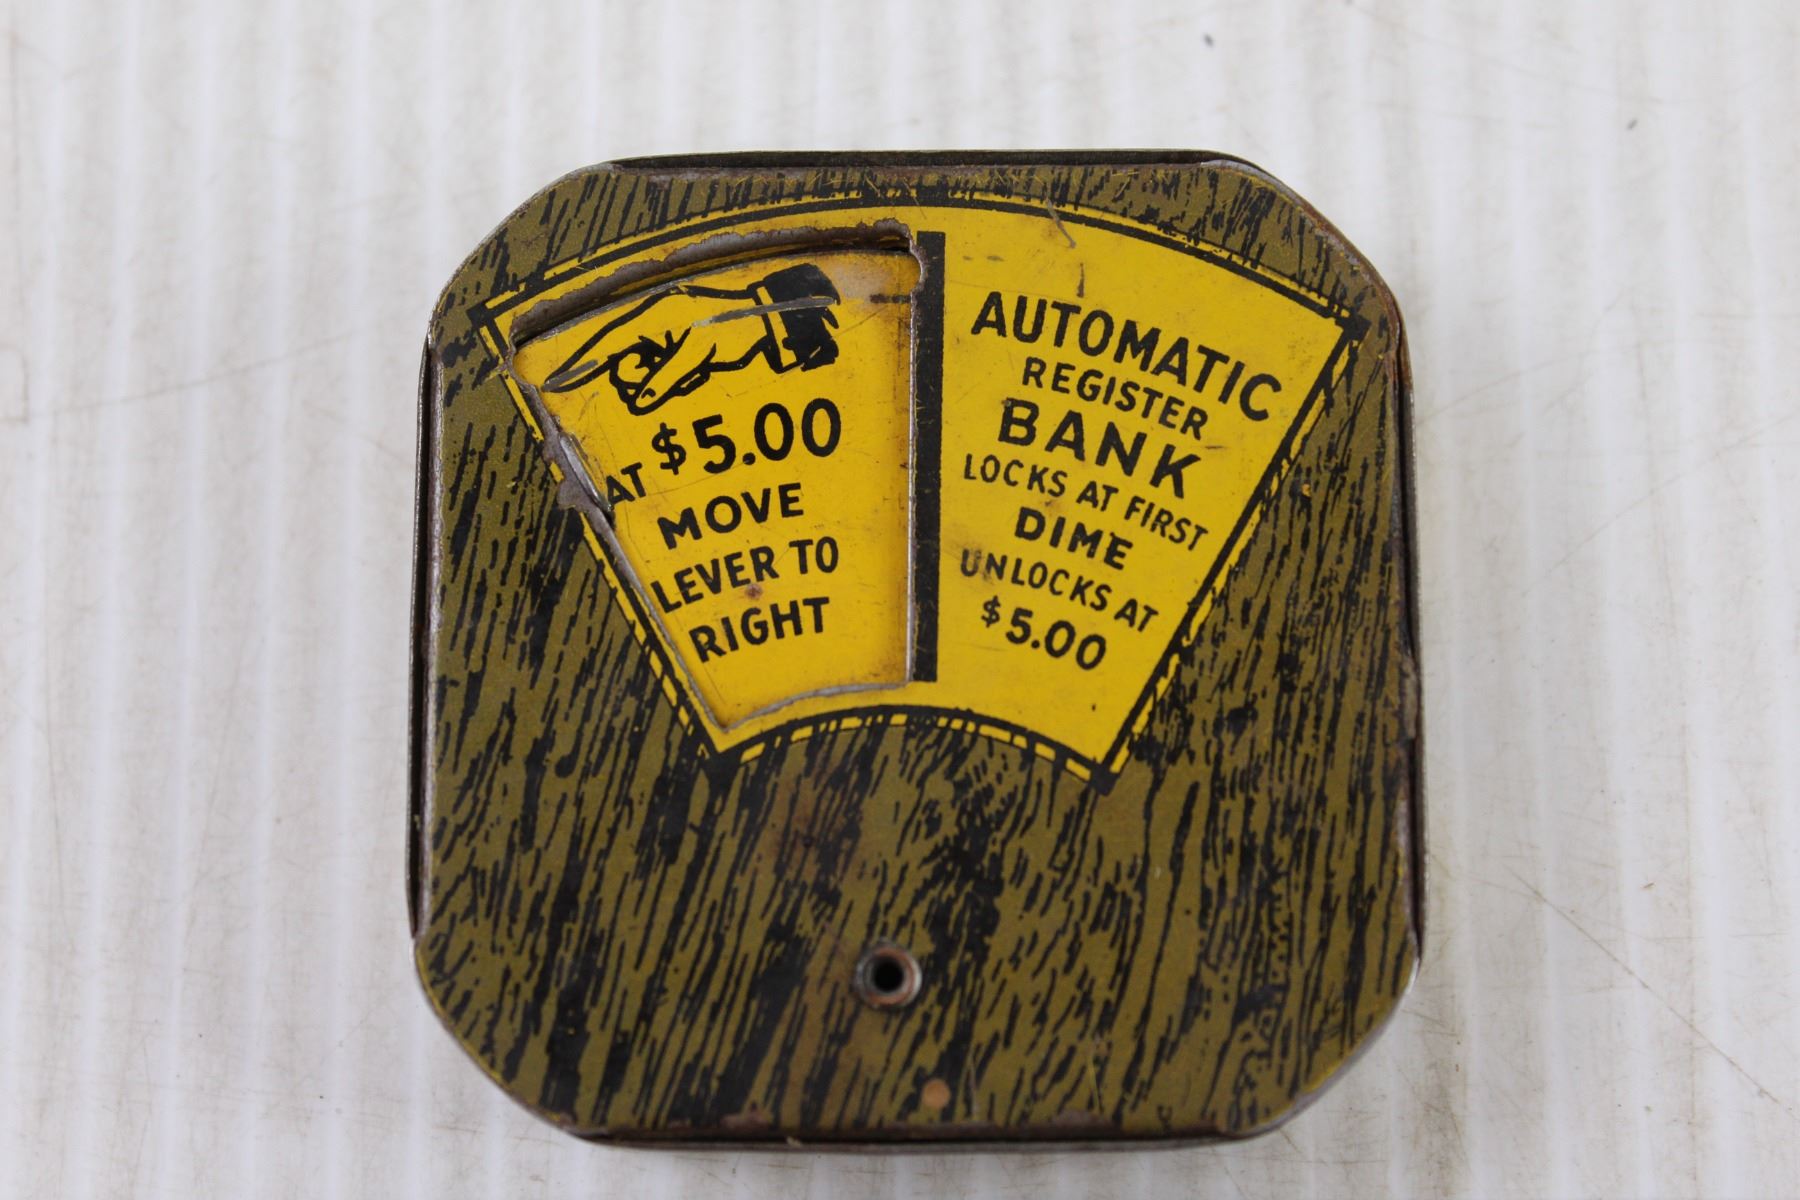 AT $5.00
MOVE
LEVER TO
RIGHT
AUTOMATIC
REGISTER
BANK
LOCKS AT FIRST
DIME
UNLOCKS AT
$5.00